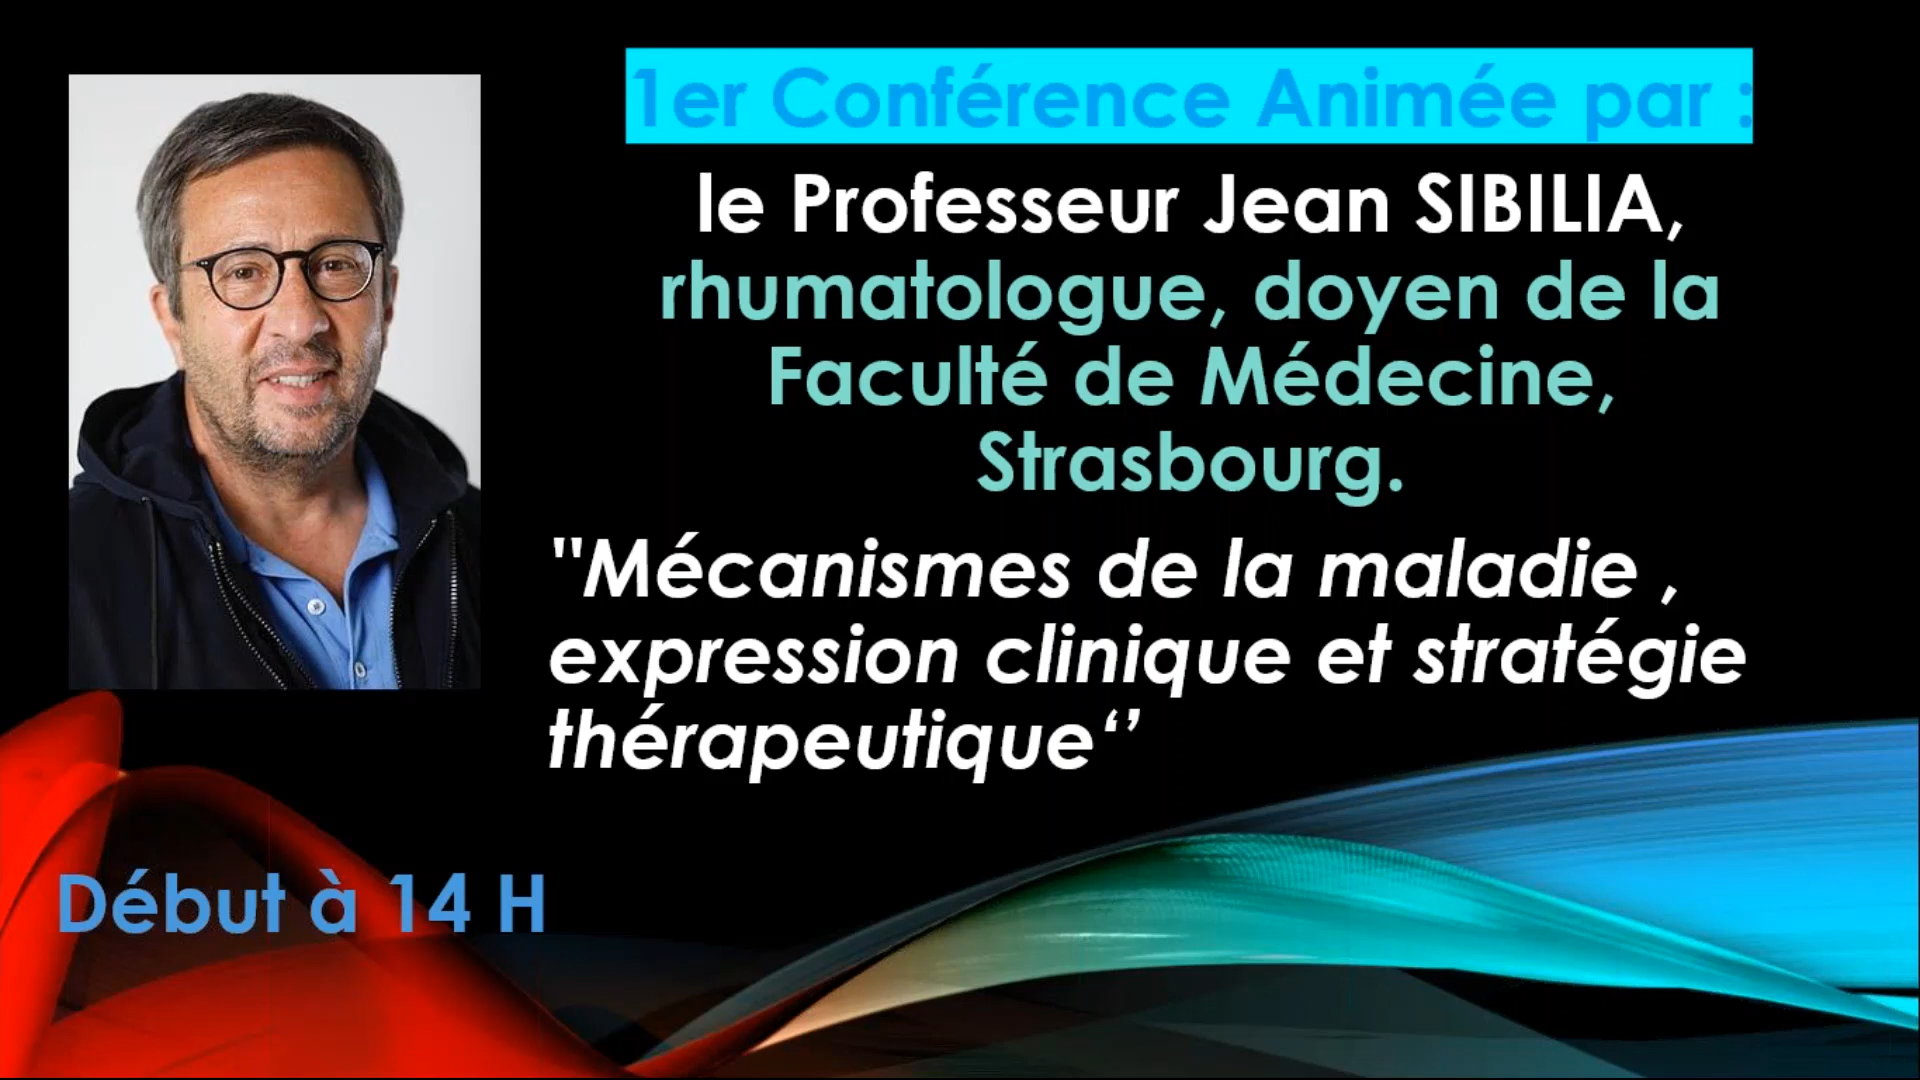 1er Conférence Animée par :
le Professeur Jean SIBILIA,
rhumatologue, doyen de la
Faculté de Médecine,
Strasbourg.
"Mécanismes de la maladie ,
expression clinique et stratégie
thérapeutique‘’
Début à 14 H